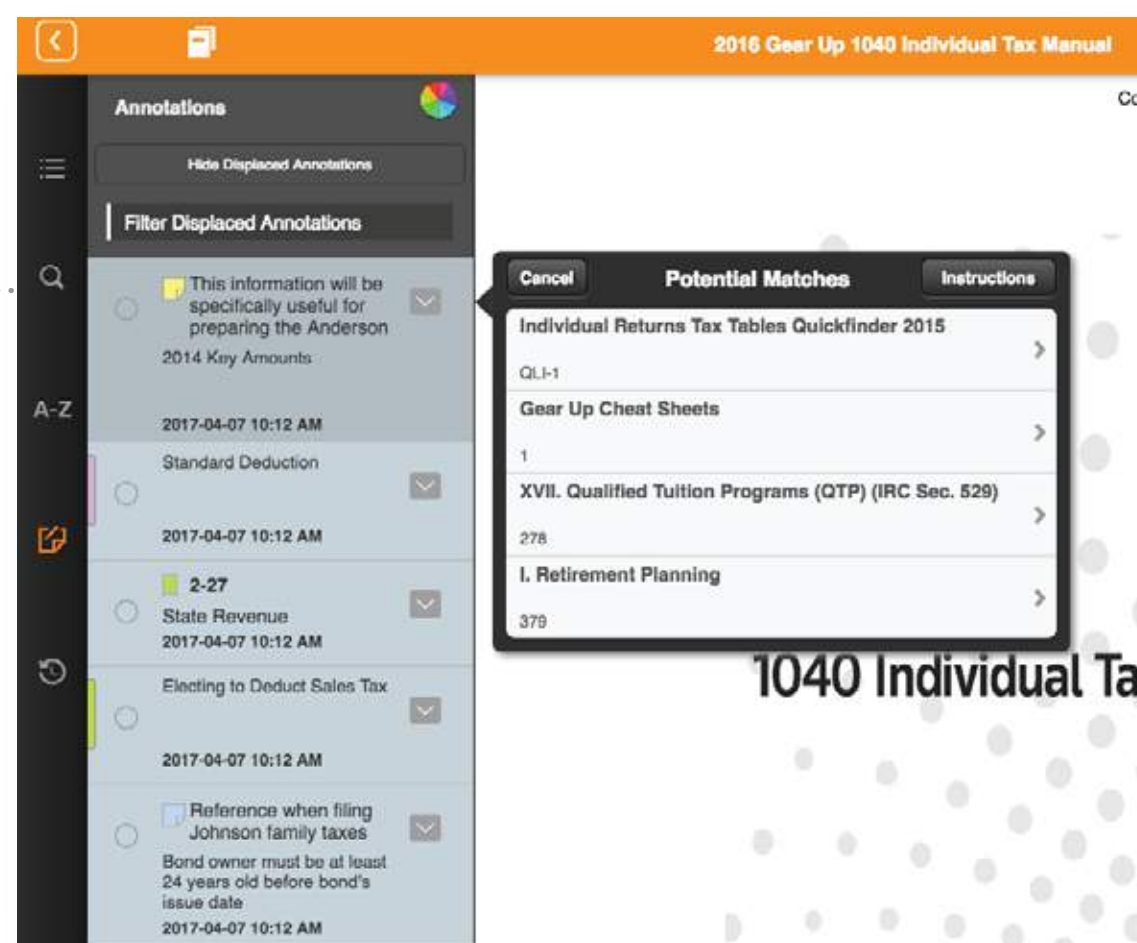 2016 Gear Up 1040 Individual Tax Manual
Annotations
Hide Displaced Annotations
Filter Displaced Annotations
This information will be
specifically useful for
preparing the Anderson
2014 Key Amounts
2017-04-07 10:12 AM
Standard Deduction
2017-04-07 10:12 AM
2-27
State Revenue
2017-04-07 10:12 AM
Electing to Deduct Sales Tax
2017-04-07 10:12 AM
Reference when filing
Johnson family taxes
Bond owner must be at least
24 years old before bond's
issue date
2017-04-07 10:12 AM
A-Z
Co
Cancel Potential Matches Instructions
Individual Returns Tax Tables Quickfinder 2015
QLI-1
Gear Up Cheat Sheets
1
XVII. Qualified Tuition Programs (QTP) (IRC Sec. 529)
278
I. Retirement Planning
379
1040 Individual Ta